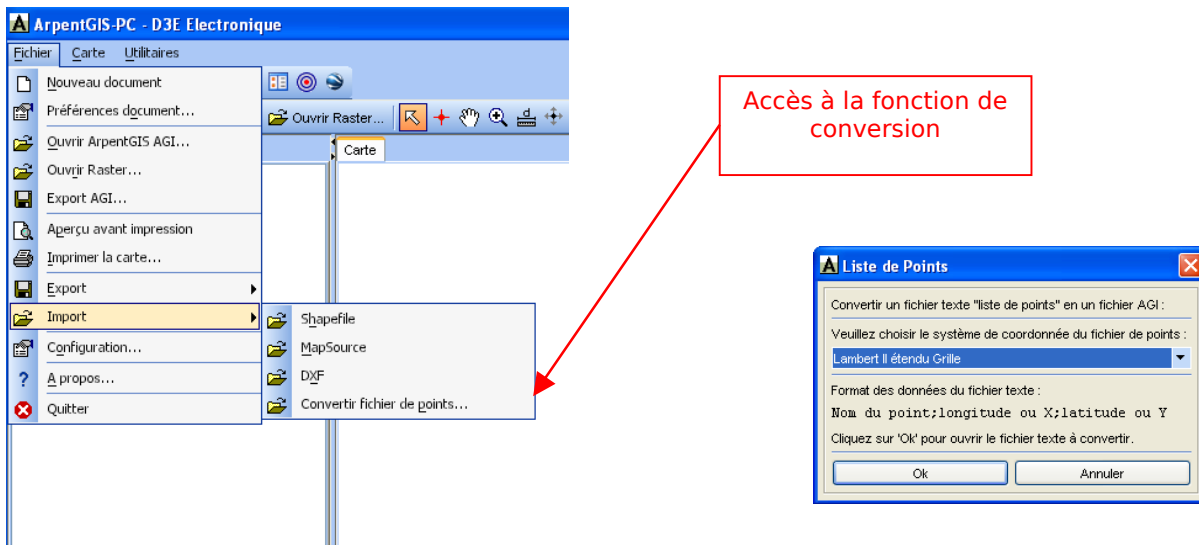 ArpentGIS-PC - D3E Electronique
Fichier Carte Utilitaires
Nouveau document
Préférences document...
Ouvrir ArpentGIS AGI...
Ouvrir Raster...
Export AGI...
Aperçu avant impression
Imprimer la carte...
Export
Import
Configuration...
A propos...
Quitter
Ouvrir Raster...
Carte
Shapefile
MapSource
DXF
Convertir fichier de points...
Accès à la fonction de
conversion
Liste de Points
Convertir un fichier texte "liste de points" en un fichier AGI :
Veuillez choisir le système de coordonnée du fichier de points :
Lambert II étendu Grille
Format des données du fichier texte :
Nom du point;longitude ou X;latitude ou Y
Cliquez sur 'Ok' pour ouvrir le fichier texte à convertir.
Ok
Annuler